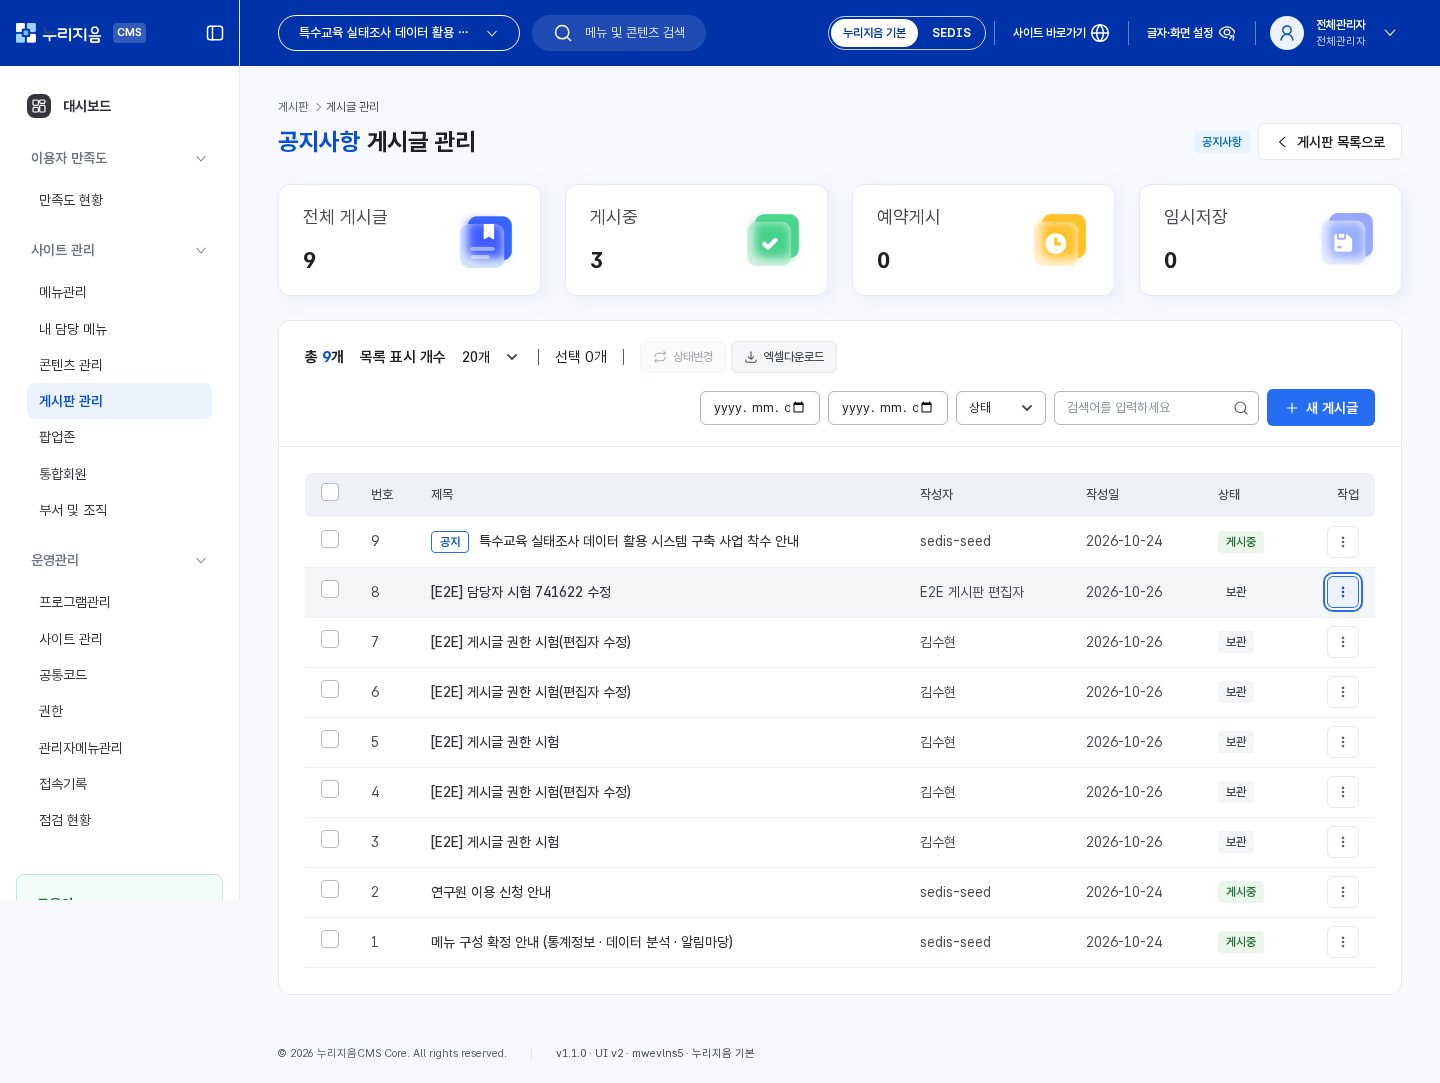 누리지음 CMS
특수교육 실태조사 데이터 활용 ···
메뉴 및 콘텐츠 검색
누리지음 기본
SEDIS
사이트 바로가기
글자·화면 설정
전체관리자
전체관리자
대시보드
이용자 만족도
만족도 현황
사이트 관리
메뉴관리
내 담당 메뉴
콘텐츠 관리
게시판 관리
팝업존
통합회원
부서 및 조직
운영관리
프로그램관리
사이트 관리
공통코드
권한
관리자메뉴관리
접속기록
점검 현황
게시판 > 게시글 관리
공지사항 게시글 관리
공지사항
게시판 목록으로
전체 게시글
9
게시중
3
예약게시
0
임시저장
0
총 9개 목록 표시 개수 20개 선택 0개 상태변경 엑셀다운로드
yyyy. mm. d yyyy. mm. d 상태 검색어를 입력하세요 + 새 게시글
번호 제목 작성자 작성일 상태 작업
9 공지 특수교육 실태조사 데이터 활용 시스템 구축 사업 착수 안내 sedis-seed 2026-10-24 게시중
8 [E2E] 담당자 시험 741622 수정 E2E 게시판 편집자 2026-10-26 보관
7 [E2E] 게시글 권한 시험(편집자 수정) 김수현 2026-10-26 보관
6 [E2E] 게시글 권한 시험(편집자 수정) 김수현 2026-10-26 보관
5 [E2E] 게시글 권한 시험 김수현 2026-10-26 보관
4 [E2E] 게시글 권한 시험(편집자 수정) 김수현 2026-10-26 보관
3 [E2E] 게시글 권한 시험 김수현 2026-10-26 보관
2 연구원 이용 신청 안내 sedis-seed 2026-10-24 게시중
1 메뉴 구성 확정 안내 (통계정보 · 데이터 분석 · 알림마당) sedis-seed 2026-10-24 게시중
© 2026 누리지음CMS Core. All rights reserved.
v1.1.0 · UI v2 · mwevlns5 · 누리지음 기본